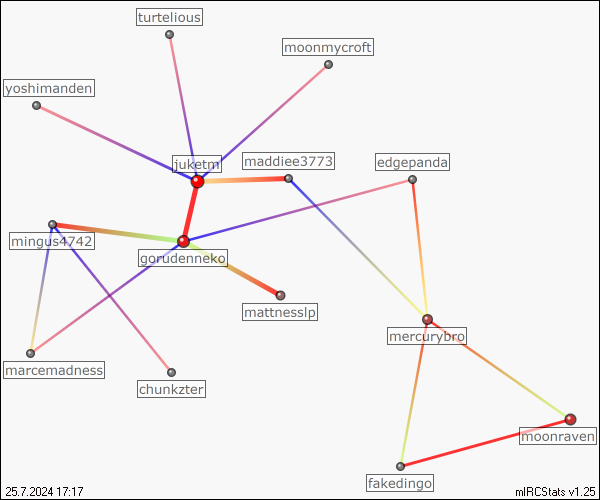 turtelious
moonmycroft
yoshimanden
juketm
maddiee3773
edgepanda
mingus4742
gorudenneko
mattnesslp
mercurybro
marcemadness
chunkzter
moonraven
fakedingo
25.7.2024 17:17
mIRCStats v1.25